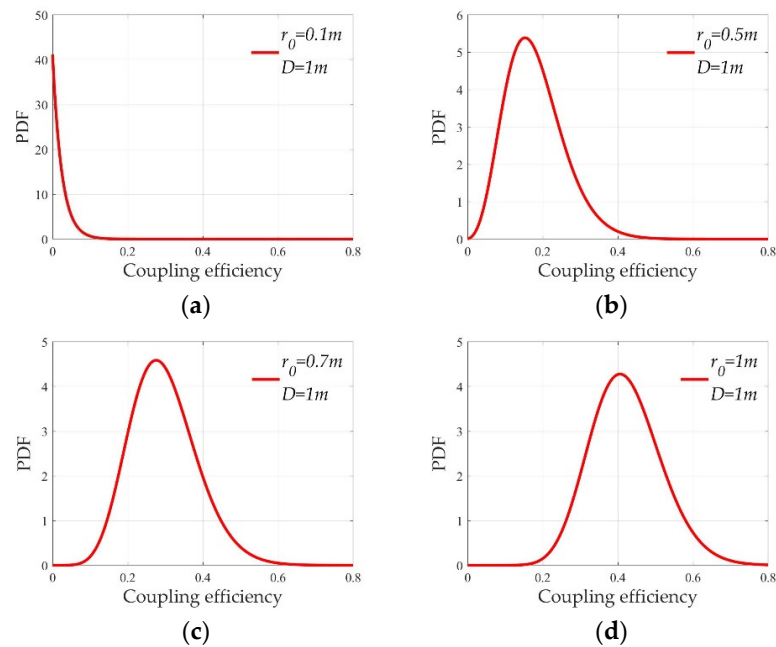 50
40
30
20
10
0
PDF
r0=0.1m
D=1m
0 0.2 0.4 0.6 0.8
Coupling efficiency
(a)
6
5
4
3
2
1
0
PDF
r0=0.5m
D=1m
0 0.2 0.4 0.6 0.8
Coupling efficiency
(b)
5
4
3
2
1
0
PDF
r0=0.7m
D=1m
0 0.2 0.4 0.6 0.8
Coupling efficiency
(c)
5
4
3
2
1
0
PDF
r0=1m
D=1m
0 0.2 0.4 0.6 0.8
Coupling efficiency
(d)